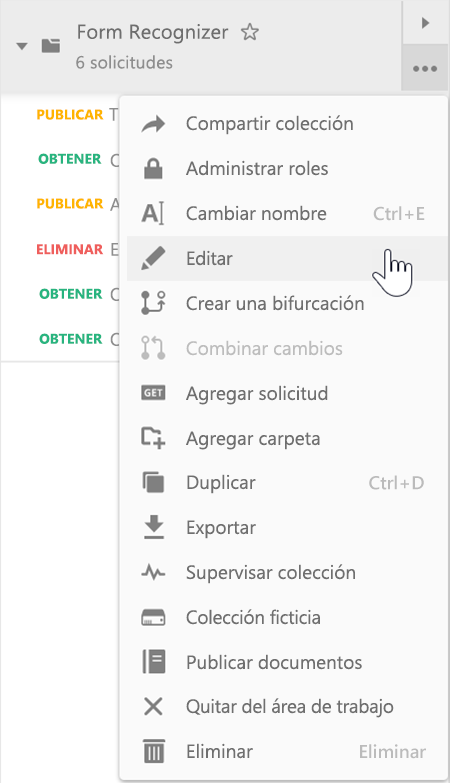 Form Recognizer
6 solicitudes
PUBLICAR T
OBTENER
PUBLICAR A
ELIMINAR E
OBTENER
OBTENER
Compartir colección
Administrar roles
Cambiar nombre Ctrl+E
Editar
Crear una bifurcación
Combinar cambios
GET Agregar solicitud
Agregar carpeta
Duplicar Ctrl+D
Exportar
Supervisar colección
Colección ficticia
Publicar documentos
Quitar del área de trabajo
Eliminar Eliminar